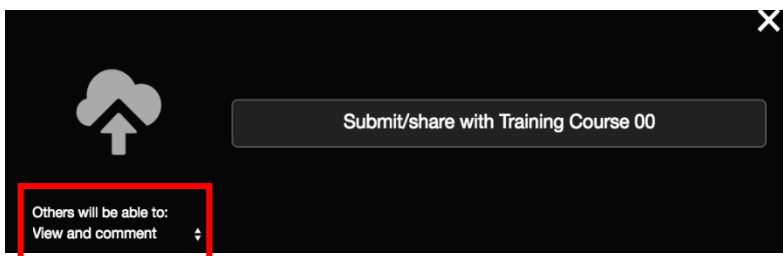 Submit/share with Training Course 00
Others will be able to:
View and comment